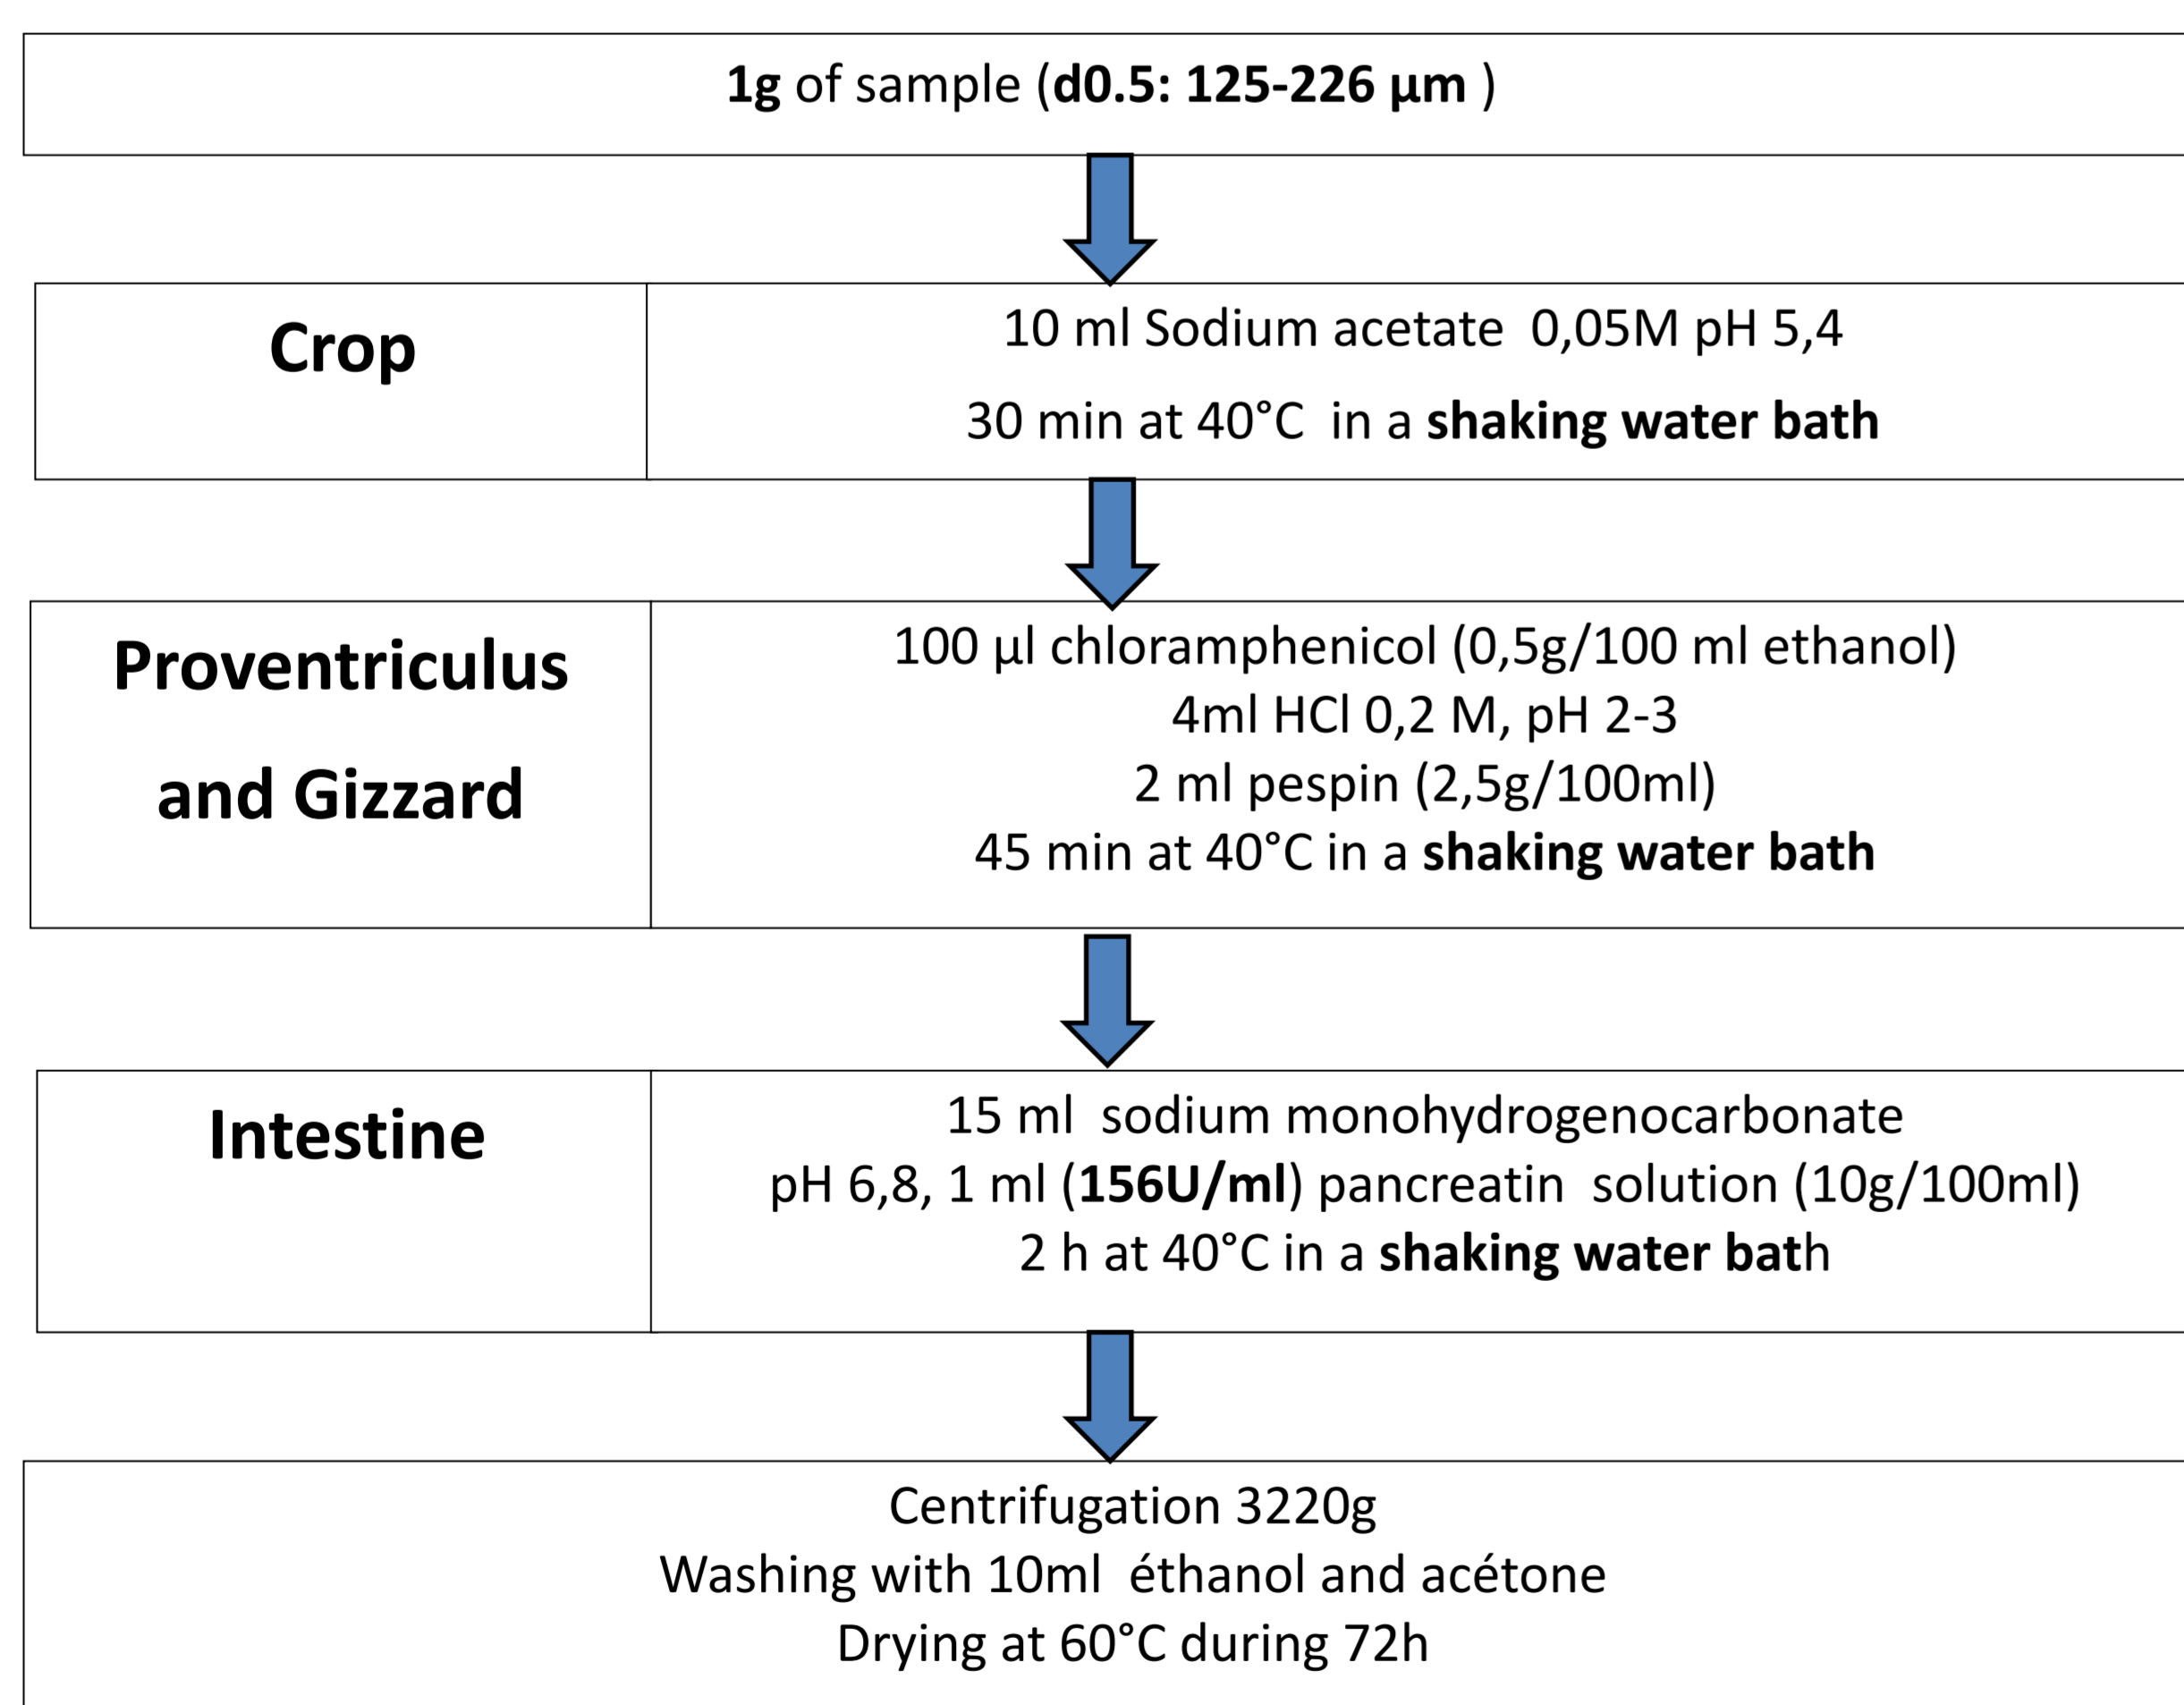 1g of sample (d0.5: 125-226 µm )
Crop
10 ml Sodium acetate 0,05M pH 5,4
30 min at 40°C in a shaking water bath
Proventriculus
and Gizzard
100 µl chloramphenicol (0,5g/100 ml ethanol)
4ml HCl 0,2 M, pH 2-3
2 ml pespin (2,5g/100ml)
45 min at 40°C in a shaking water bath
Intestine
15 ml sodium monohydrogenocarbonate
pH 6,8, 1 ml (156U/ml) pancreatin solution (10g/100ml)
2 h at 40°C in a shaking water bath
Centrifugation 3220g
Washing with 10ml éthanol and acétone
Drying at 60°C during 72h